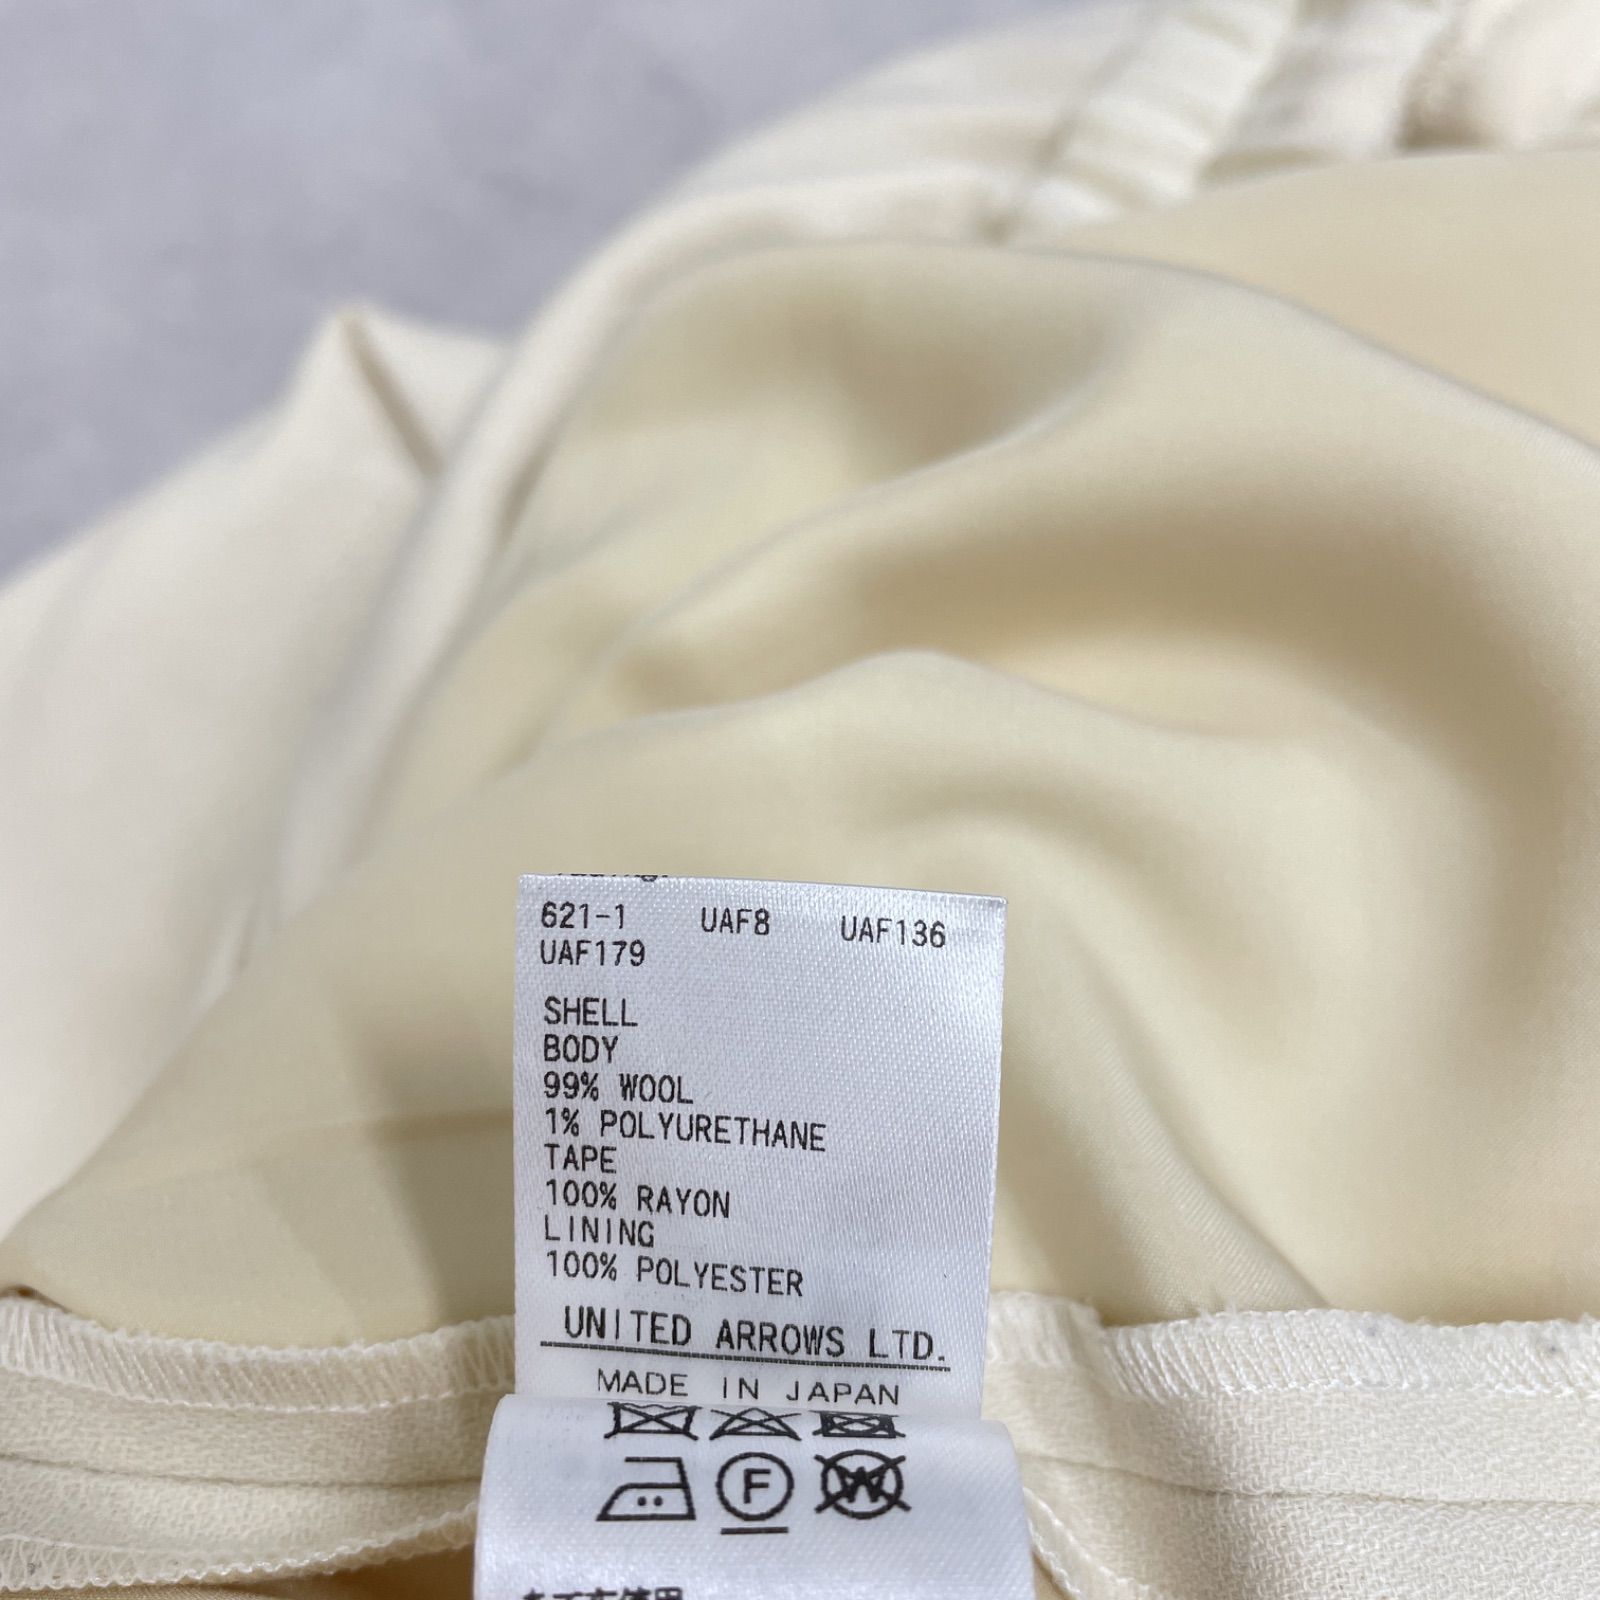 621-1 UAF8 UAF136
UAF179
SHELL
BODY
99% WOOL
1% POLYURETHANE
TAPE
100% RAYON
LINING
100% POLYESTER
UNITED ARROWS LTD.
MADE IN JAPAN
F
W